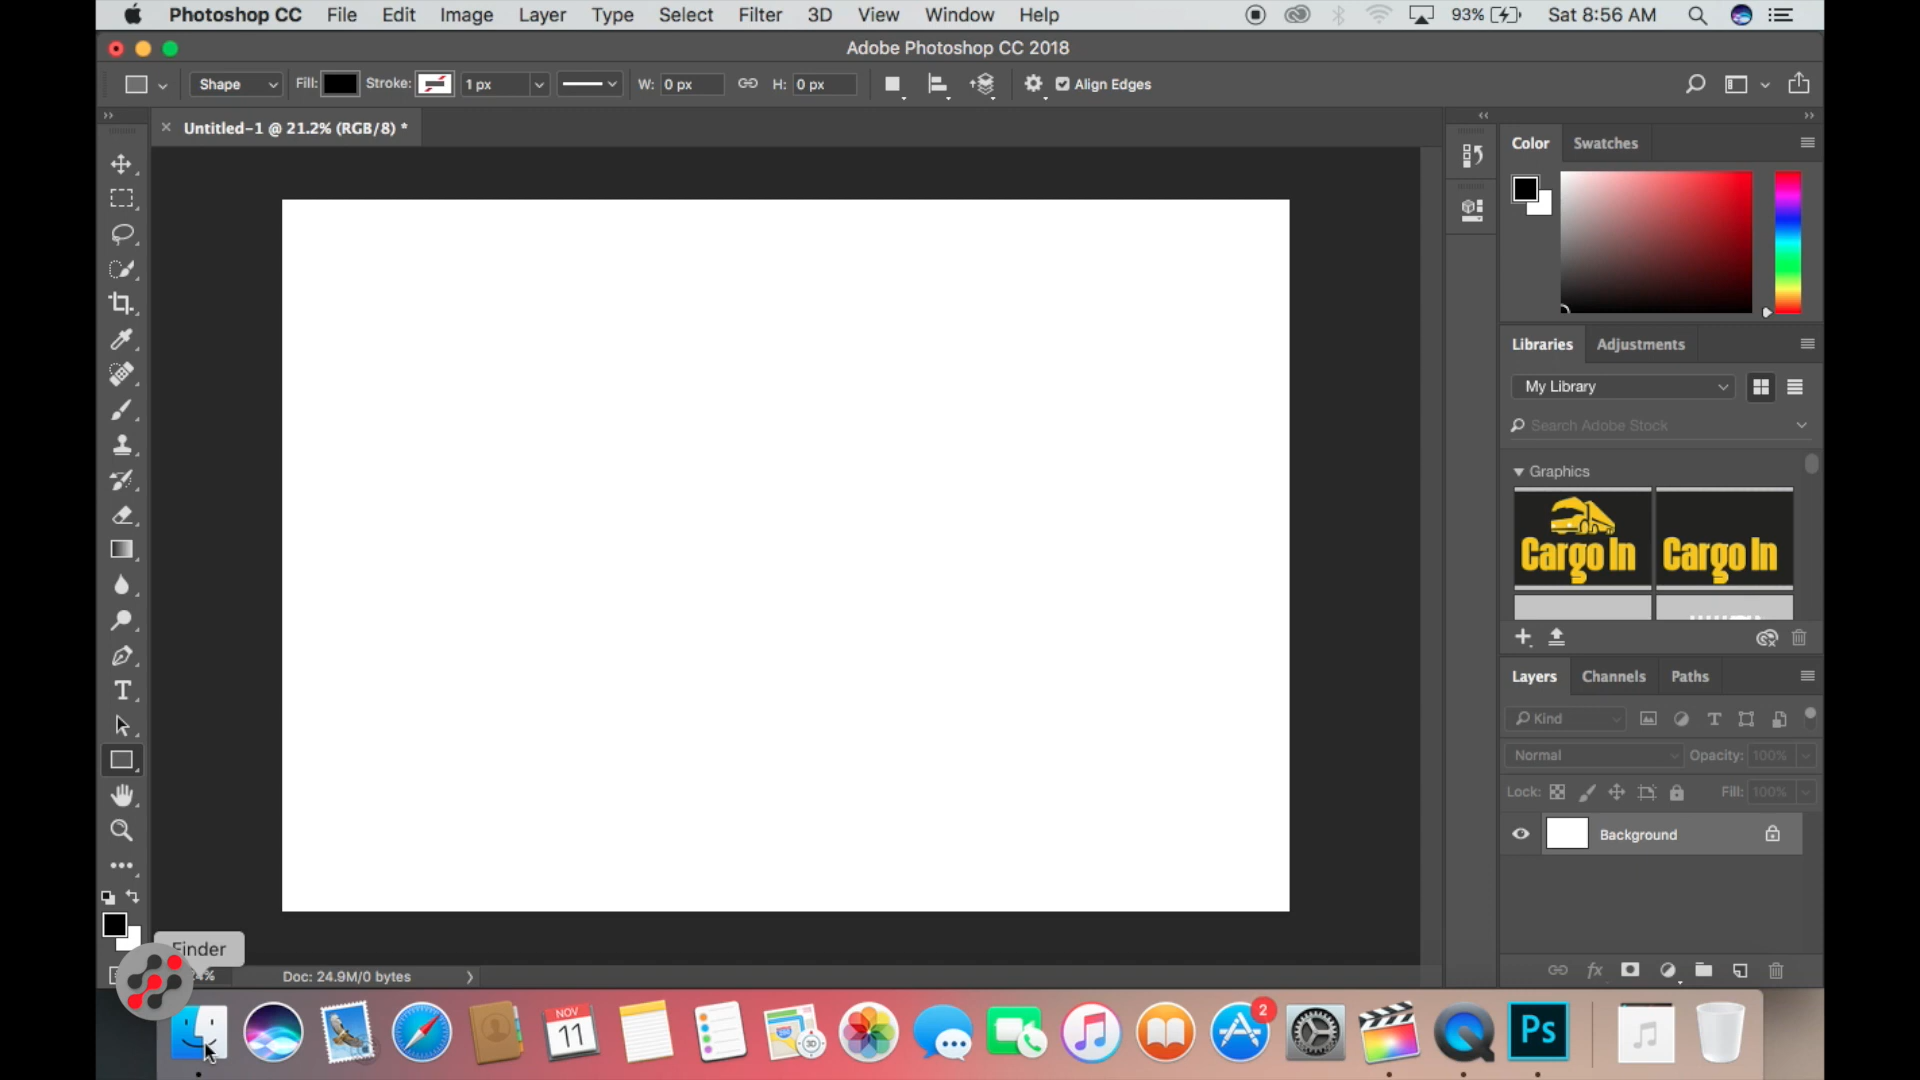 Photoshop CC File Edit Image Layer Type Select Filter 3D View Window Help 93% Sat 8:56 AM
Adobe Photoshop CC 2018
Shape Fill: Stroke: 1 px W: 0 px H: 0 px Align Edges
Untitled-1 @ 21.2% (RGB/8) *
Color Swatches
Libraries Adjustments
My Library
Search Adobe Stock
Graphics
Cargo In Cargo In
Layers Channels Paths
Kind
Normal Opacity: 100%
Lock: Fill: 100%
Background
Finder
Doc: 24.9M/0 bytes
fx
NOV
11
3D
2
Ps